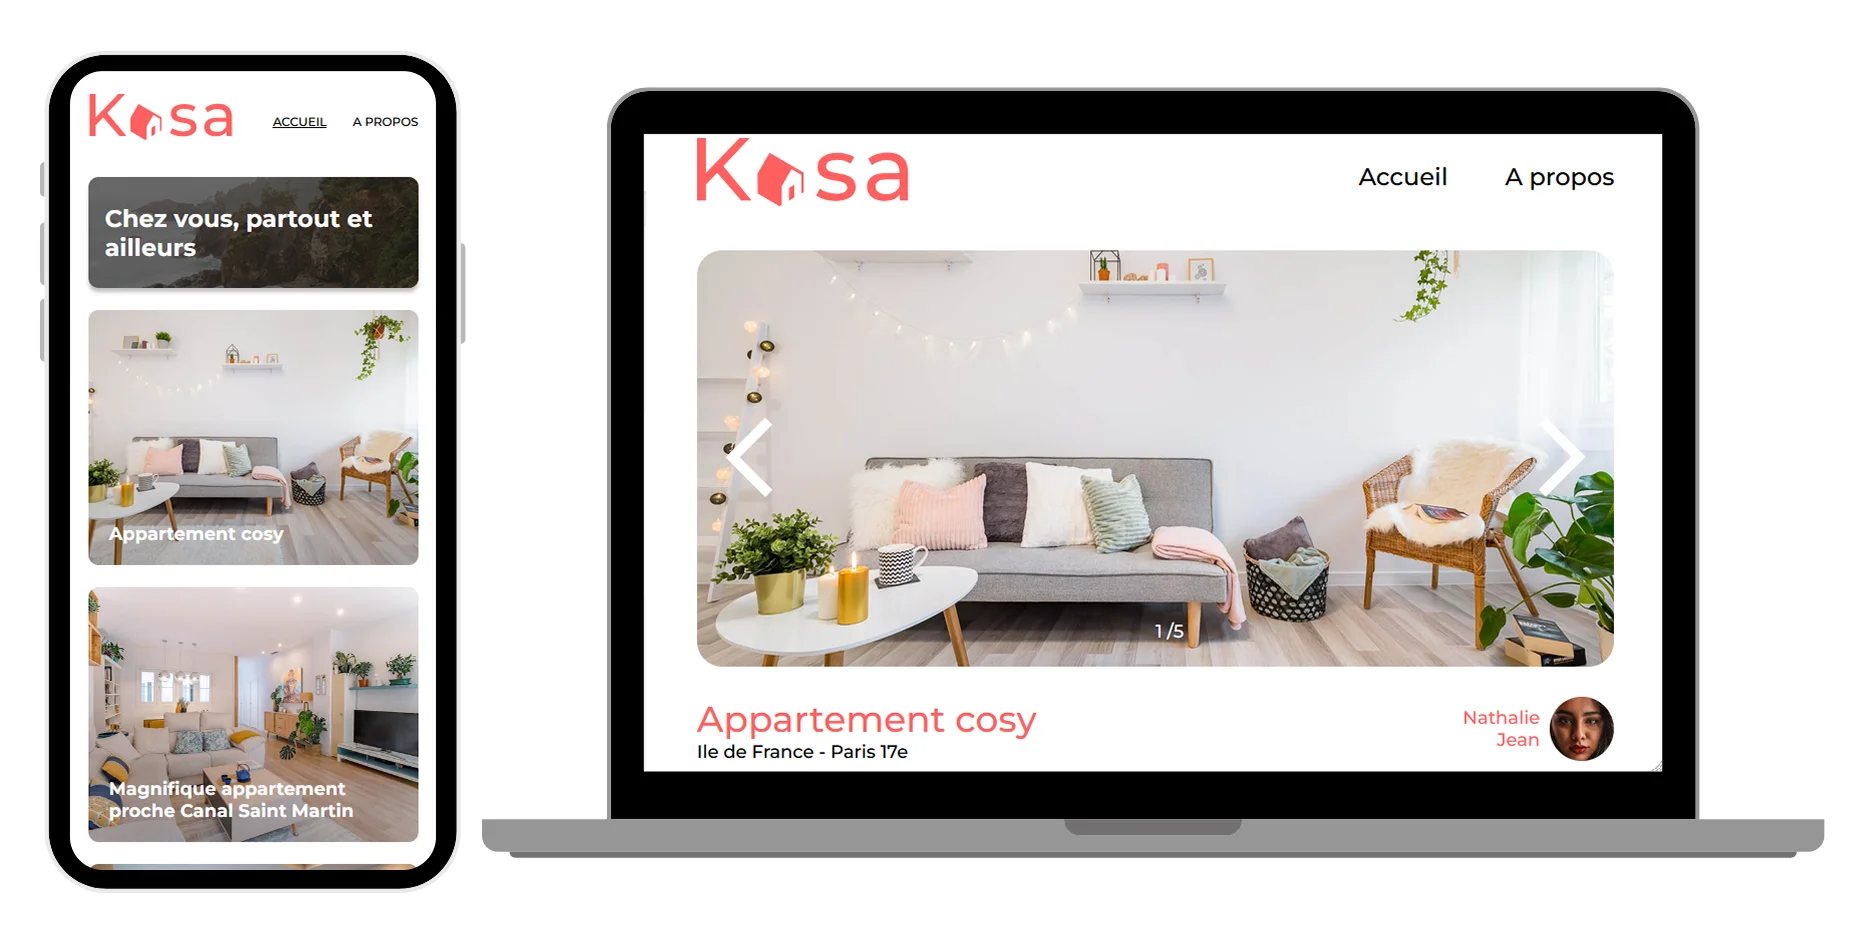 Kasa
ACCUEIL A PROPOS
Chez vous, partout et
ailleurs
Appartement cosy
Magnifique appartement
proche Canal Saint Martin
Kasa
Accueil A propos
1/5
Appartement cosy
Ile de France - Paris 17e
Nathalie
Jean